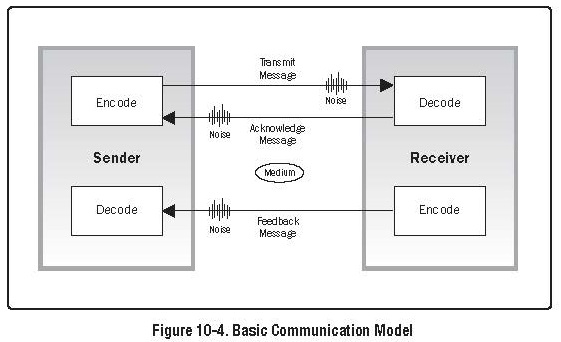 Transmit
Message
Encode
Noise
Decode
Noise
Acknowledge
Message
Sender
Receiver
Medium
Decode
Encode
Noise
Feedback
Message
Figure 10-4. Basic Communication Model